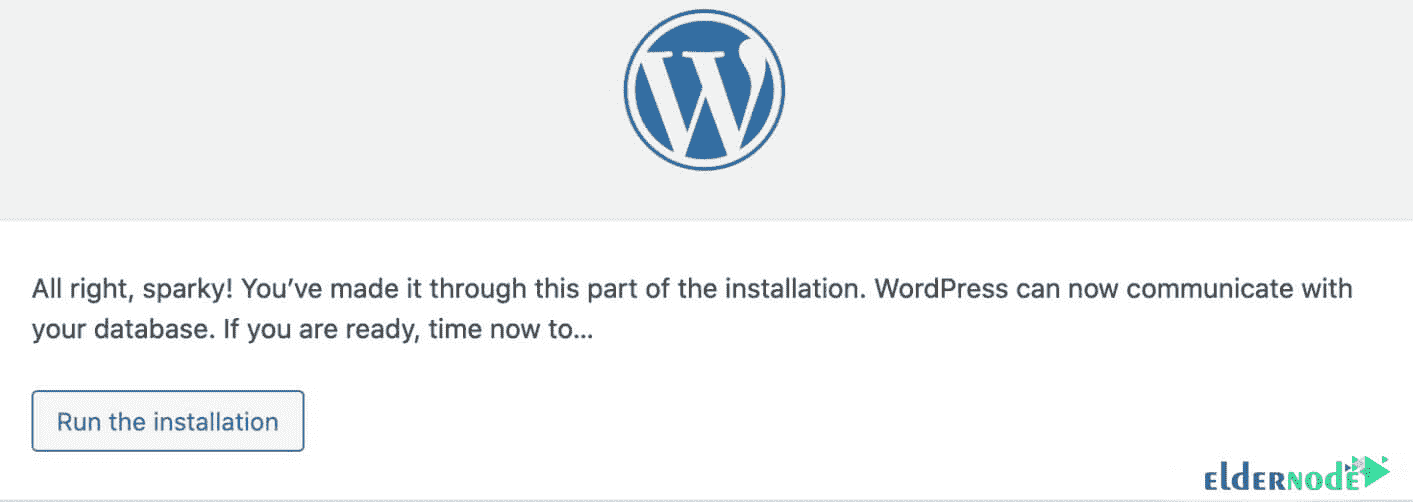 All right, sparky! You’ve made it through this part of the installation. WordPress can now communicate with
your database. If you are ready, time now to…
Run the installation
eldernode